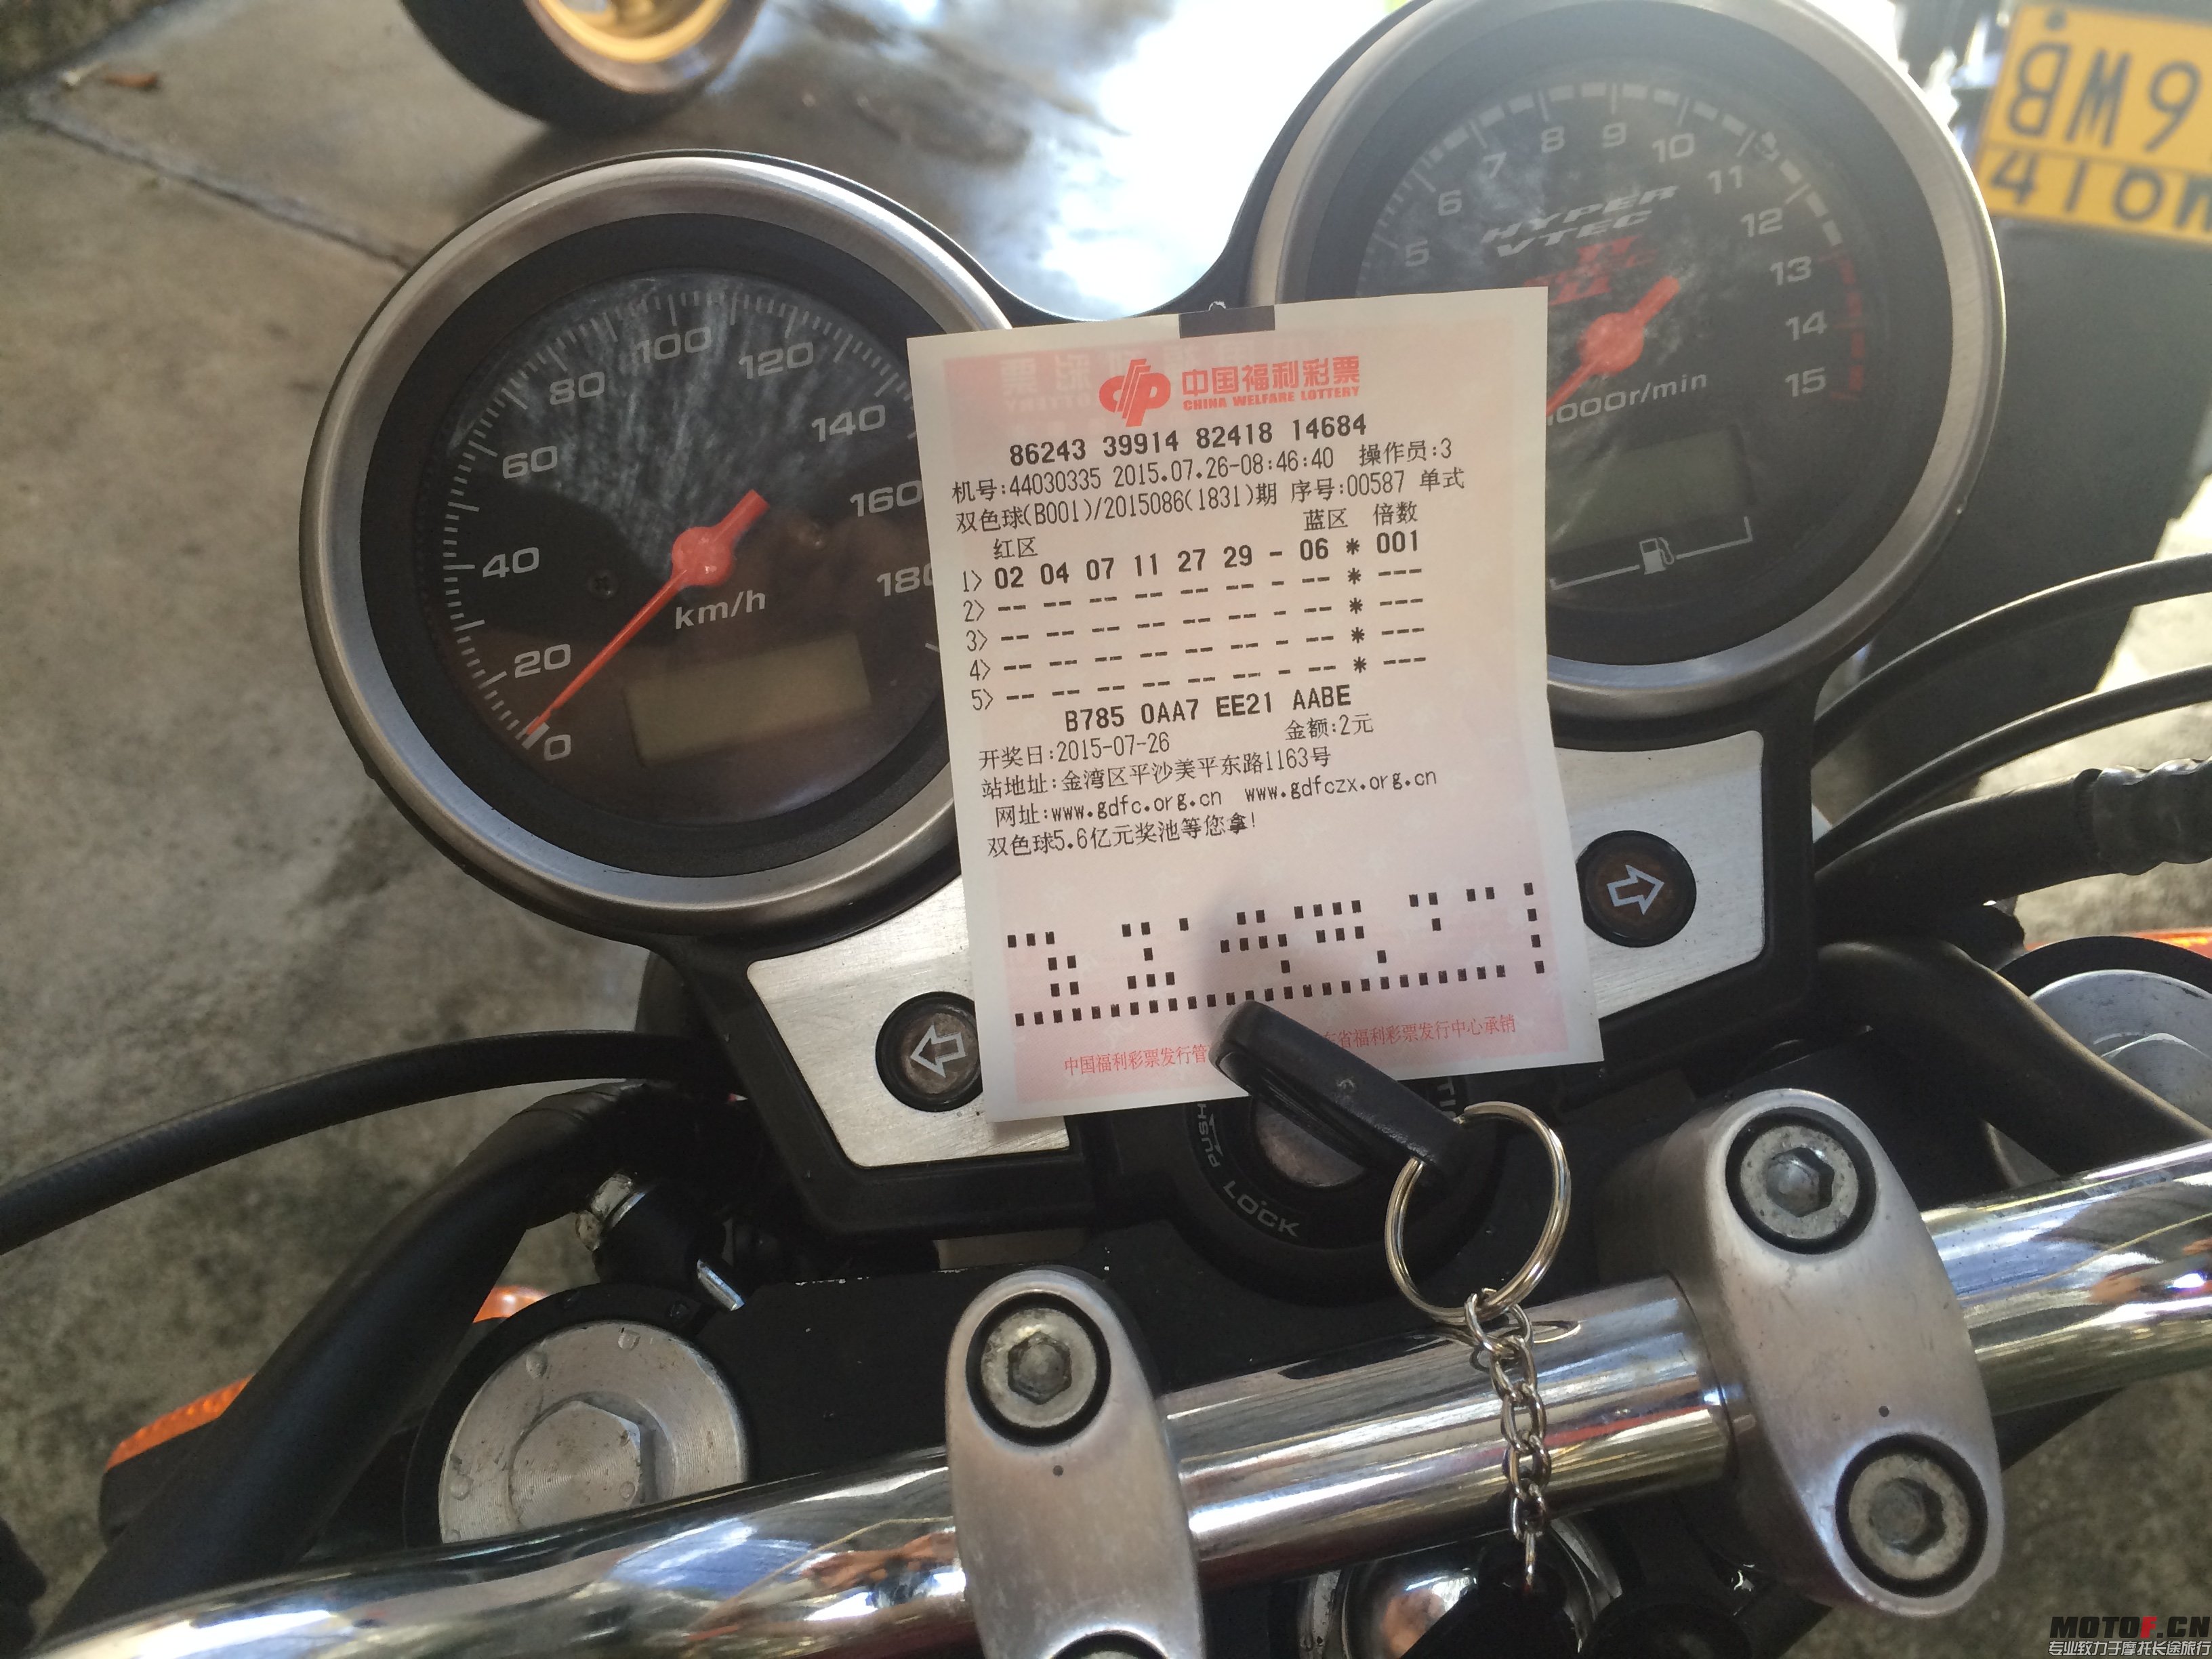 20
40
60
80
100
120
140
160
180
0
km/h
5
6
7
8
9
10
11
12
13
14
15
HYPER
VTEC
000r/min
BM9
中国福利彩票
CHINA WELFARE LOTTERY
86243 39914 82418 14684
机号:44030335 2015.07.26-08:46:40 操作员:3
双色球(B001)/2015086(1831)期 序号:00587 单式
红区 蓝区 倍数
1> 02 04 07 11 27 29 - 06 * 001
2> -- -- -- -- -- -- - -- * ---
3> -- -- -- -- -- -- - -- * ---
4> -- -- -- -- -- -- - -- * ---
5> -- -- -- -- -- -- - -- * ---
B785 0AA7 EE21 AABE
开奖日:2015-07-26 金额:2元
站地址:金湾区平沙美平东路1163号
网址:www.gdfc.org.cn www.gdfczx.org.cn
双色球5.6亿元奖池等您拿!
中国福利彩票发行管 省福利彩票发行中心承销
PUSH
LOCK
MOTOF.CN
专业致力于摩托长途旅行